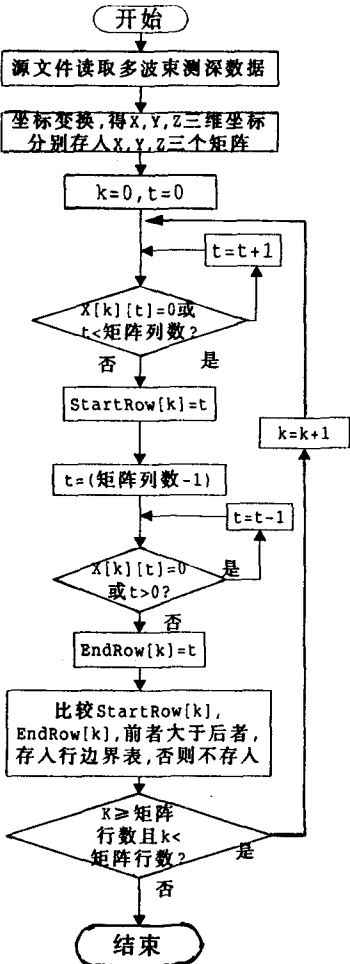 开始
源文件读取多波束测深数据
坐标变换,得X,Y,Z三维坐标
分别存入X,Y,Z三个矩阵
k=0,t=0
t=t+1
X[k][t]=0或
t<矩阵列数?
否
是
StartRow[k]=t
k=k+1
t=(矩阵列数-1)
t=t-1
X[k][t]=0
或t>0?
是
否
EndRow[k]=t
比较StartRow[k],
EndRow[k],前者大于后者,
存入行边界表,否则不存入
K≥矩阵
行数且k<
矩阵行数?
是
否
结束